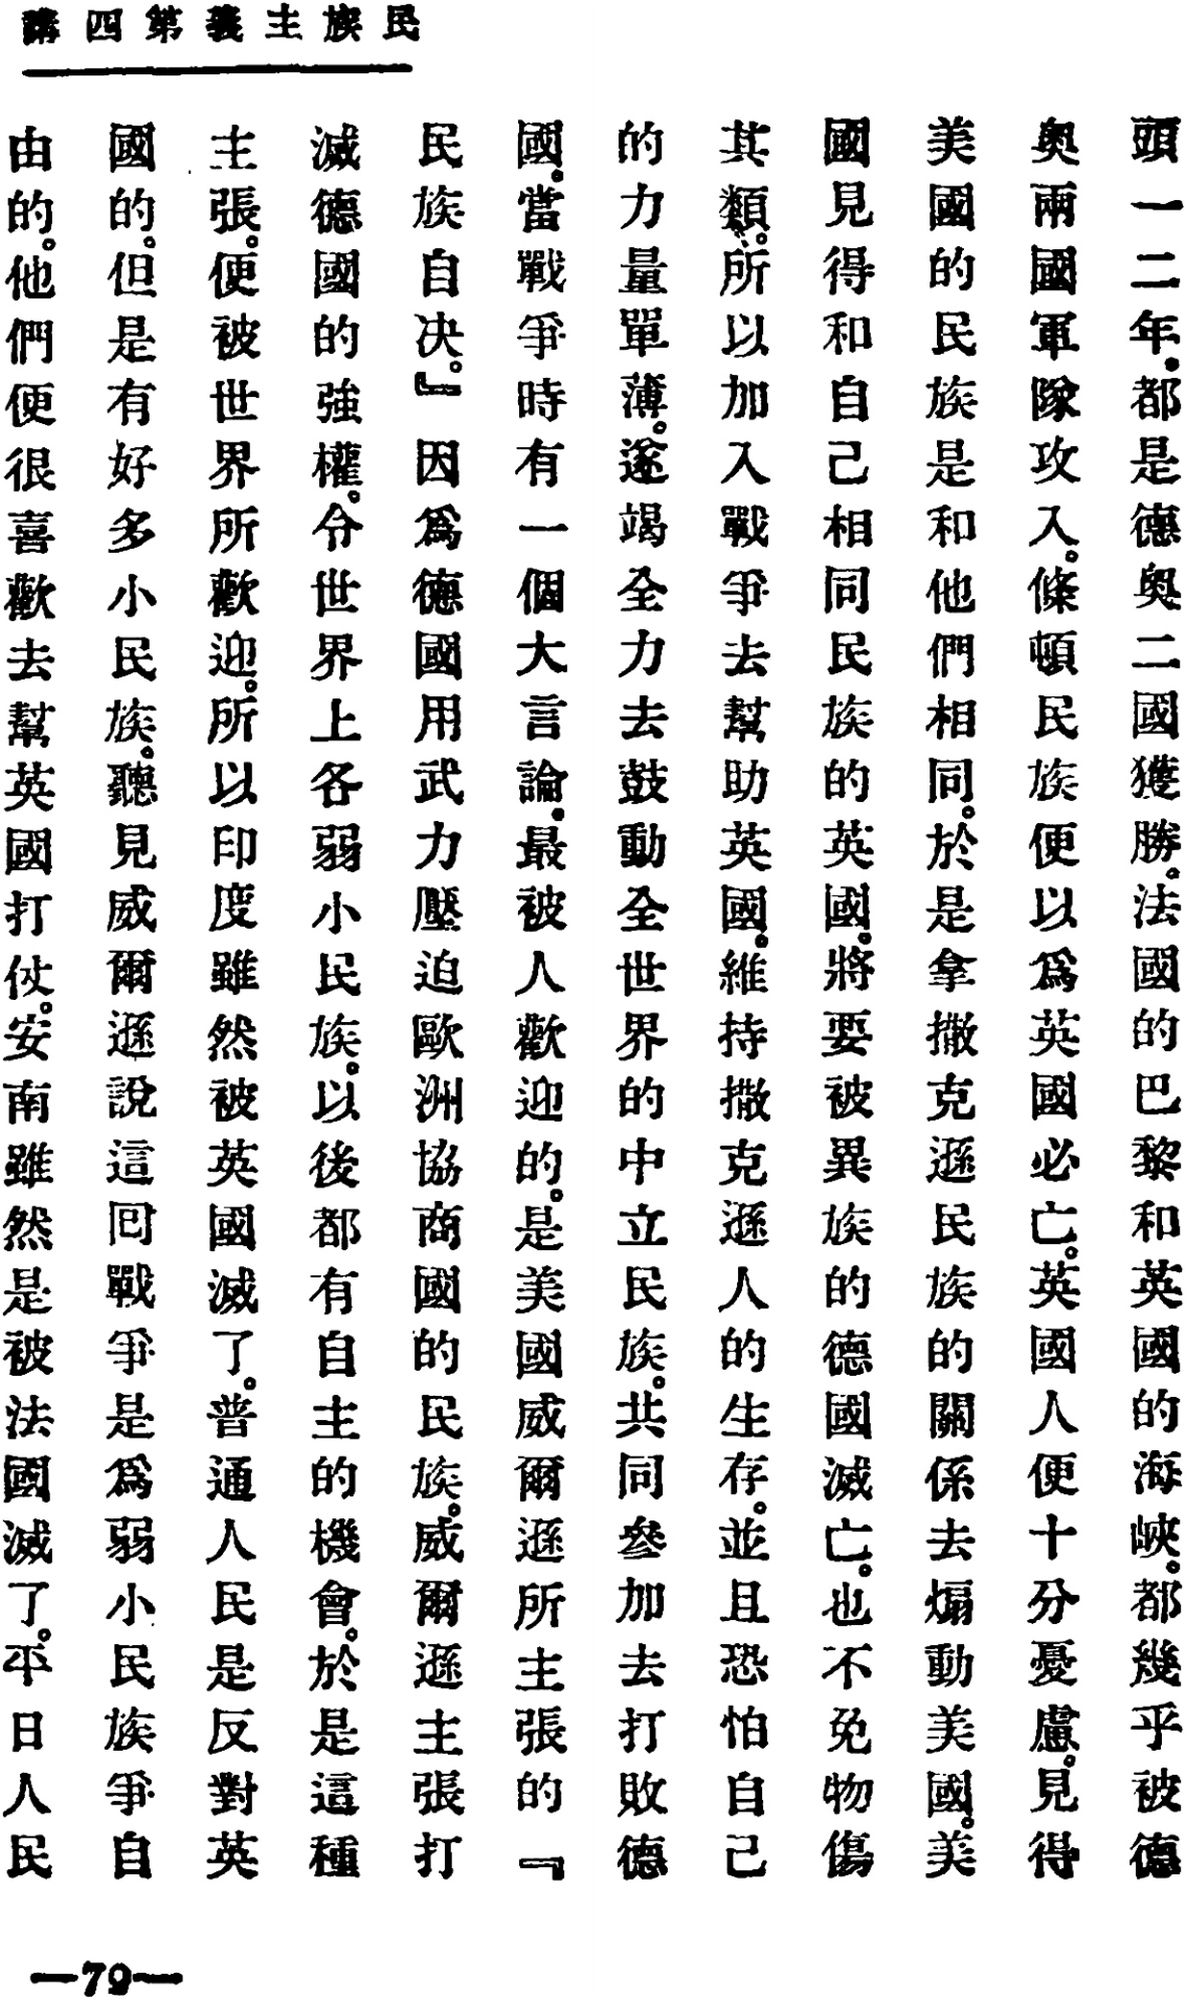 民族主義第四講
頭一二年。都是德奧二國獲勝。法國的巴黎和英國的海峽。都幾乎被德
奧兩國軍隊攻入。條頓民族便以爲英國必亡。英國人便十分憂慮。見得
美國的民族是和他們相同。於是拿撒克遜民族的關係去煽動美國。美
國見得和自己相同民族的英國。將要被異族的德國滅亡。也不免物傷
其類。所以加入戰爭去幫助英國。維持撒克遜人的生存。並且恐怕自己
的力量單薄。遂竭全力去鼓動全世界的中立民族。共同參加去打敗德
國。當戰爭時有一個大言論。最被人歡迎的。是美國威爾遜所主張的『
民族自决。』因爲德國用武力壓迫歐洲協商國的民族。威爾遜主張打
滅德國的強權。令世界上各弱小民族。以後都有自主的機會。於是這種
主張。便被世界所歡迎。所以印度雖然被英國滅了。普通人民是反對英
國的。但是有好多小民族。聽見威爾遜說這回戰爭是爲弱小民族爭自
由的。他們便很喜歡去幫英國打仗。安南雖然是被法國滅了。平日人民
—79—